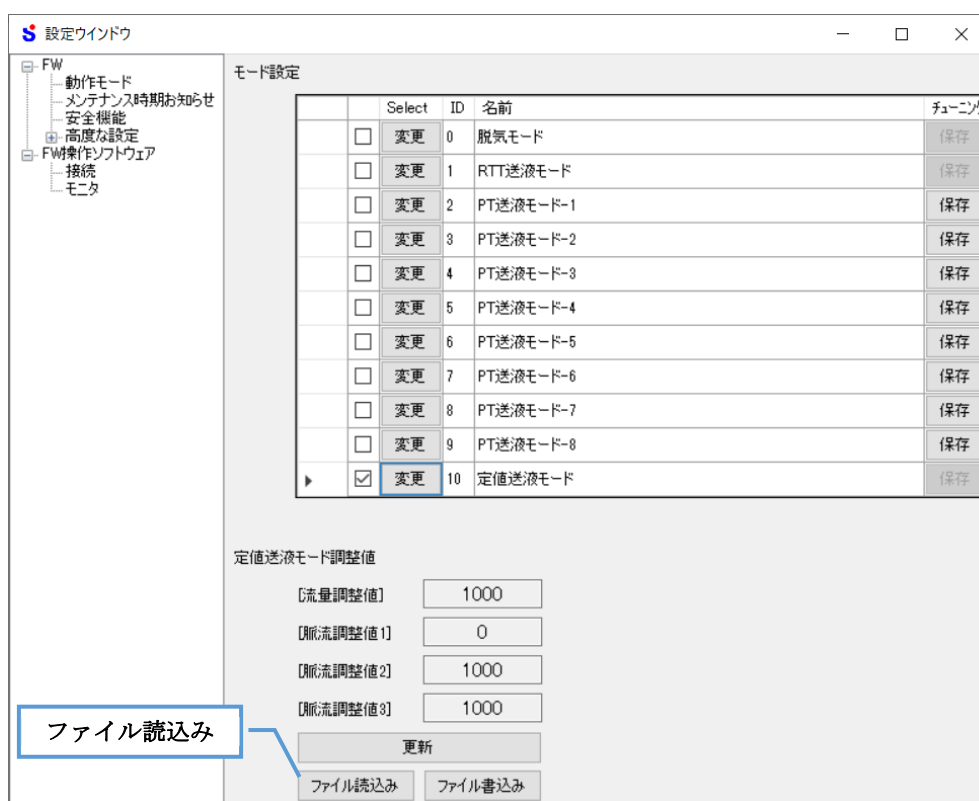 設定ウインドウ
FW
動作モード
メンテナンス時期お知らせ
安全機能
高度な設定
FW操作ソフトウェア
接続
モニタ
モード設定
Select ID 名前 チューニング
変更 0 脱気モード 保存
変更 1 RTT送液モード 保存
変更 2 PT送液モード-1 保存
変更 3 PT送液モード-2 保存
変更 4 PT送液モード-3 保存
変更 5 PT送液モード-4 保存
変更 6 PT送液モード-5 保存
変更 7 PT送液モード-6 保存
変更 8 PT送液モード-7 保存
変更 9 PT送液モード-8 保存
変更 10 定値送液モード 保存
定値送液モード調整値
[流量調整値] 1000
[脈流調整値1] 0
[脈流調整値2] 1000
[脈流調整値3] 1000
ファイル読込み
更新
ファイル読込み ファイル書込み